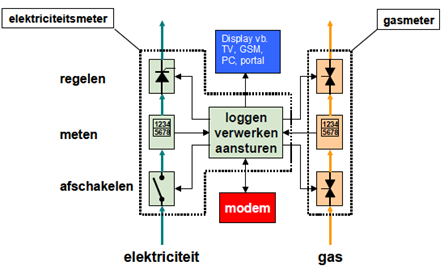 elektriciteitsmeter
gasmeter
Display vb.
TV, GSM,
PC, portal
regelen
meten
1234
5678
loggen
verwerken
aansturen
1234
5678
afschakelen
modem
elektriciteit
gas